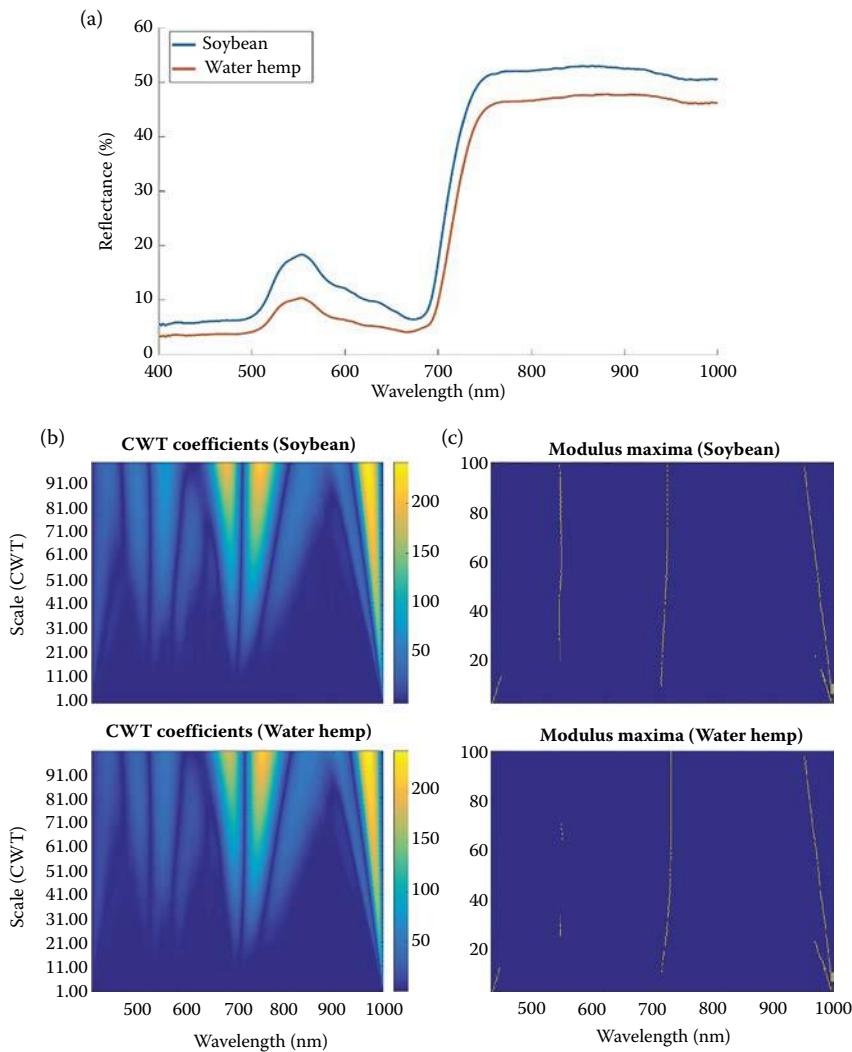 (a)
60
50
40
30
20
10
0
Reflectance (%)
Soybean
Water hemp
400 500 600 700 800 900 1000
Wavelength (nm)
(b)
CWT coefficients (Soybean)
Scale (CWT)
91.00
81.00
71.00
61.00
51.00
41.00
31.00
21.00
11.00
1.00
200
150
100
50
(c)
Modulus maxima (Soybean)
100
80
60
40
20
CWT coefficients (Water hemp)
Scale (CWT)
91.00
81.00
71.00
61.00
51.00
41.00
31.00
21.00
11.00
1.00
200
150
100
50
500 600 700 800 900 1000
Wavelength (nm)
Modulus maxima (Water hemp)
100
80
60
40
20
500 600 700 800 900 1000
Wavelength (nm)